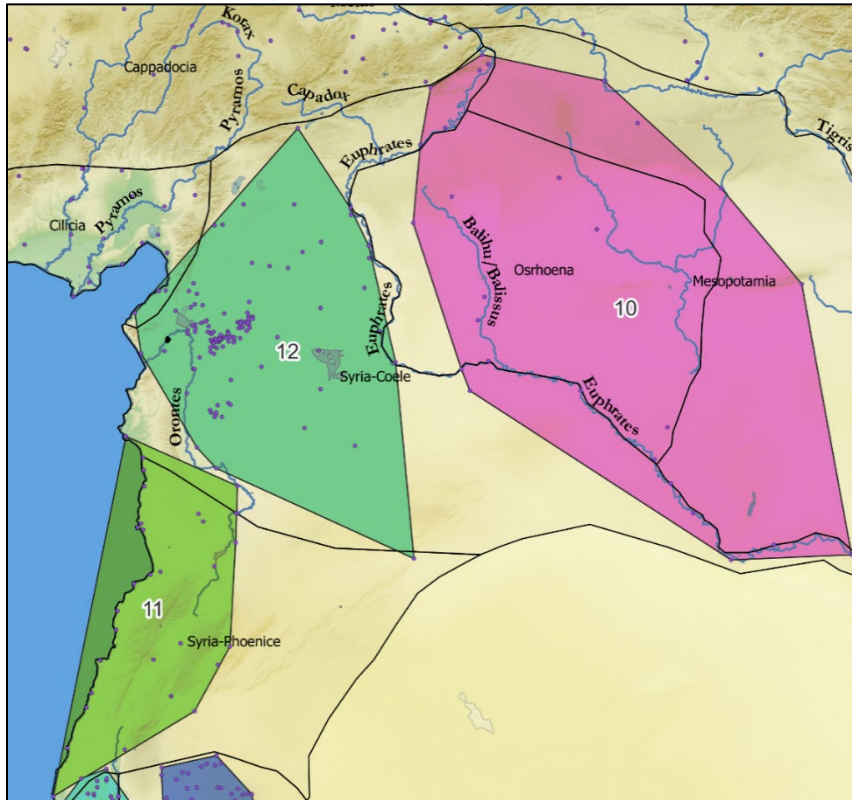 Korax
Cappadocia
Pyramos
Capador
Euphrates
Tigris
Pyramos
Cilicia
Balihu/Balissus
Osrhoena
Mesopotamia
Euphrates
10
12
Syria-Coele
Euphrates
Orontes
11
Syria-Phoenice